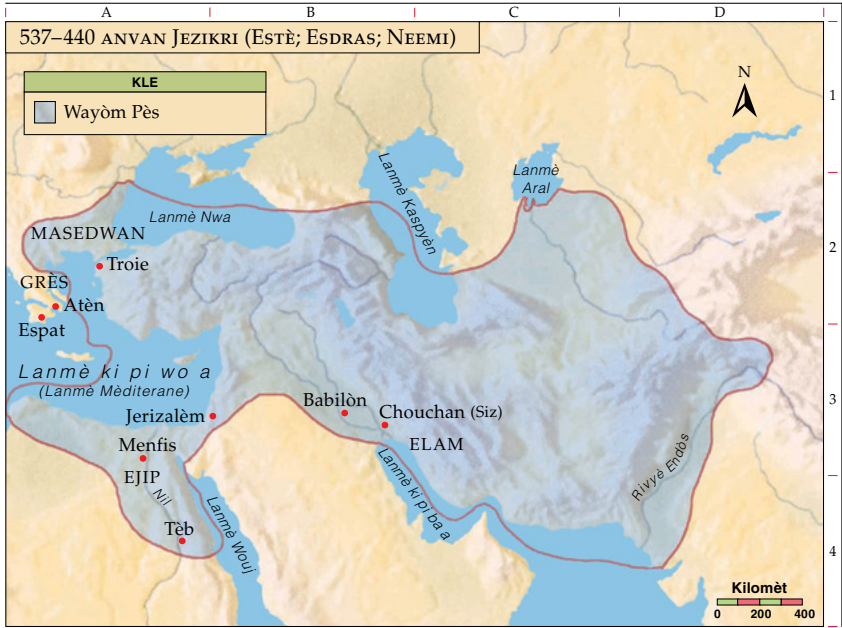 A
B
C
D
537–440 ANVAN JEZIKRI (ESTÈ; ESDRAS; NEEMI)
KLE
Wayòm Pès
N
1
2
3
4
Lanmè Kaspyèn
Lanmè
Aral
Lanmè Nwa
MASEDWAN
Troie
GRÈS
Atèn
Espat
Lanmè ki pi wo a
(Lanmè Mèditerane)
Jerizalèm
Babilòn
Chouchan (Siz)
ELAM
Menfis
EJIP
Nil
Tèb
Lanmè Wouj
Lanmè ki pi ba a
Rivyè Endòs
Kilomèt
0 200 400